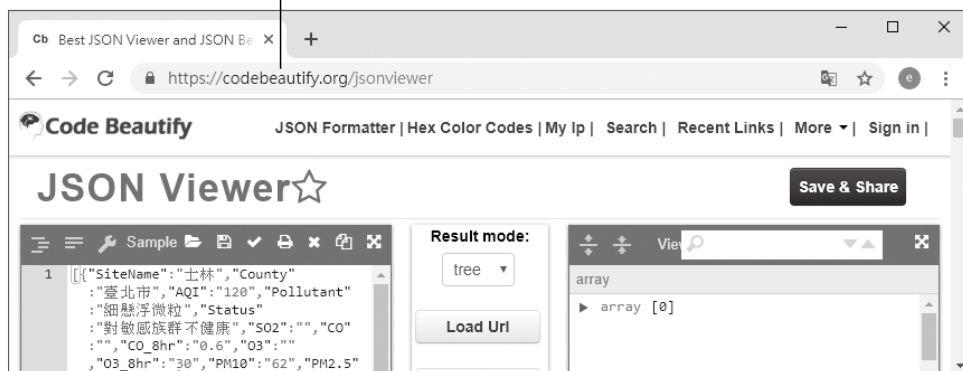 Cb Best JSON Viewer and JSON Be
https://codebeautify.org/jsonviewer
e
Code Beautify
JSON Formatter | Hex Color Codes | My Ip | Search | Recent Links | More | Sign in |
JSON Viewer
Save & Share
Sample
1 [{"SiteName":"士林","County"
:"臺北市","AQI":"120","Pollutant"
:"細懸浮微粒","Status"
:"對敏感族群不健康","SO2":"","CO"
:"","CO_8hr":"0.6","O3":""
,"O3_8hr":"30","PM10":"62","PM2.5"
Result mode:
tree
Load Url
View
array
array [0]